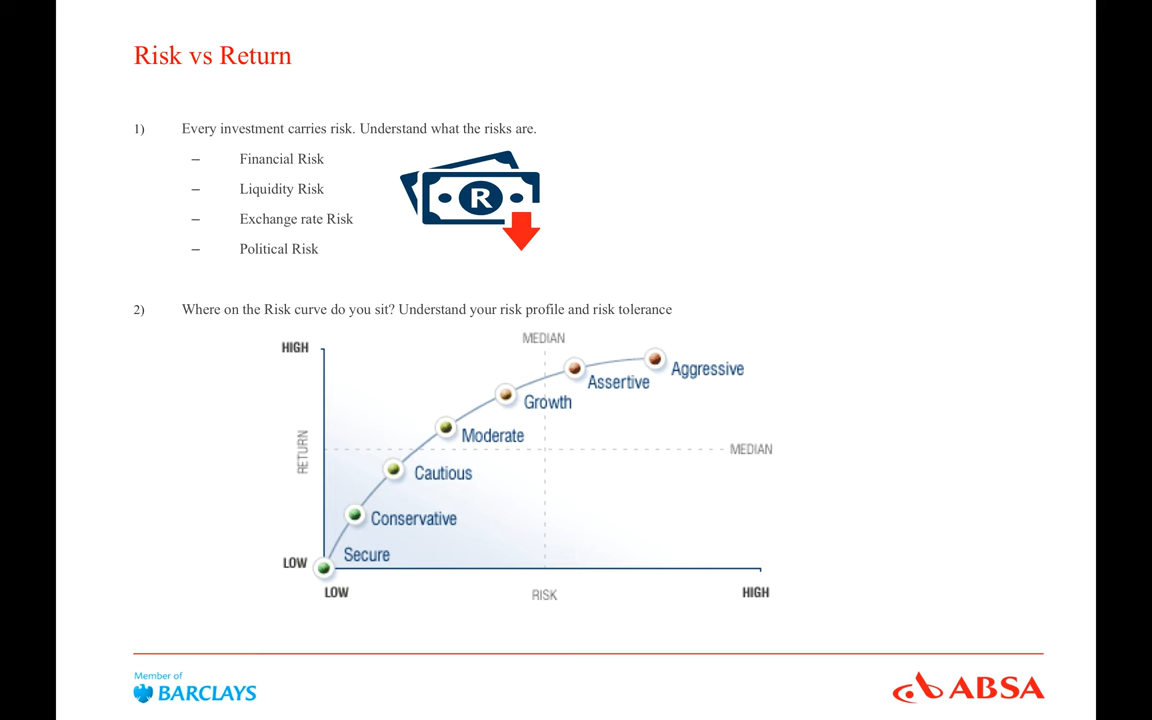 Risk vs Return
1) Every investment carries risk. Understand what the risks are.
– Financial Risk
– Liquidity Risk
– Exchange rate Risk
– Political Risk
R
2) Where on the Risk curve do you sit? Understand your risk profile and risk tolerance
MEDIAN
HIGH
Aggressive
Assertive
Growth
Moderate
MEDIAN
RETURN
Cautious
Conservative
Secure
LOW
LOW
RISK
HIGH
Member of
BARCLAYS
ABSA